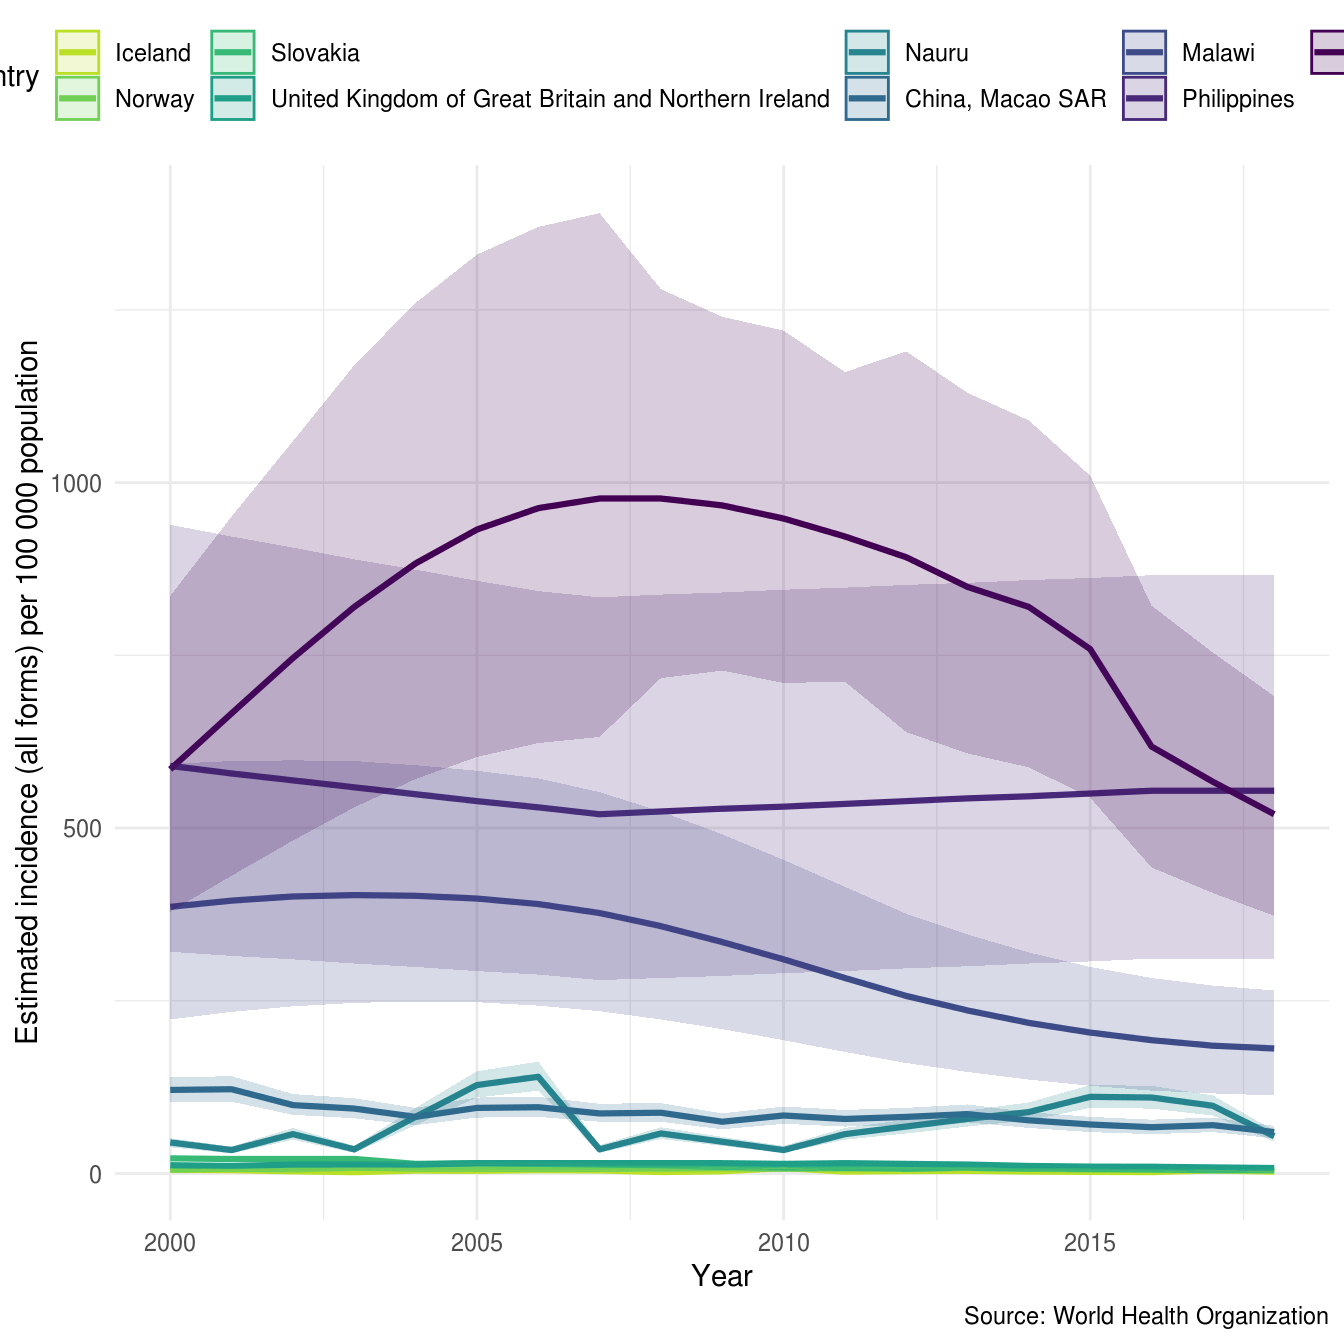 ntry
Iceland
Slovakia
Nauru
Malawi
Norway
United Kingdom of Great Britain and Northern Ireland
China, Macao SAR
Philippines
Estimated incidence (all forms) per 100 000 population
1000
500
0
2000
2005
2010
2015
Year
Source: World Health Organization